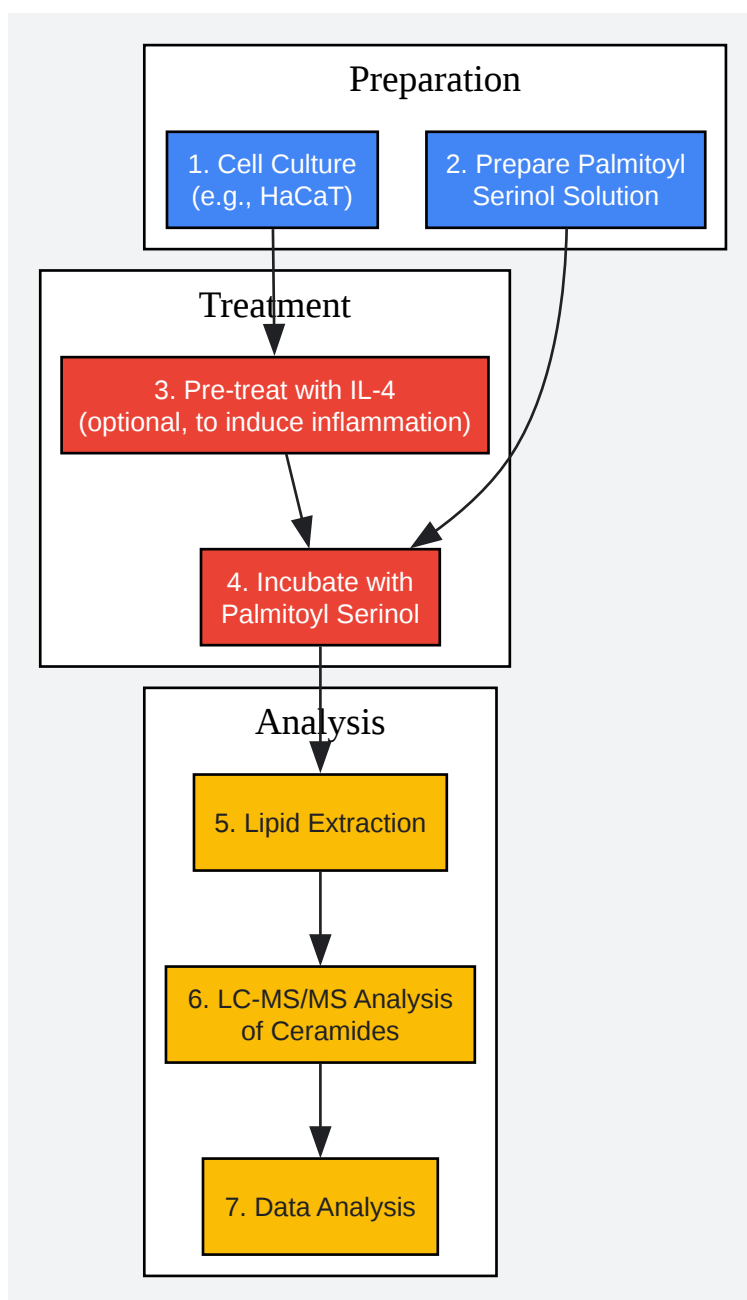 Preparation
1. Cell Culture
(e.g., HaCaT)
2. Prepare Palmitoyl
Serinol Solution
Treatment
3. Pre-treat with IL-4
(optional, to induce inflammation)
4. Incubate with
Palmitoyl Serinol
Analysis
5. Lipid Extraction
6. LC-MS/MS Analysis
of Ceramides
7. Data Analysis